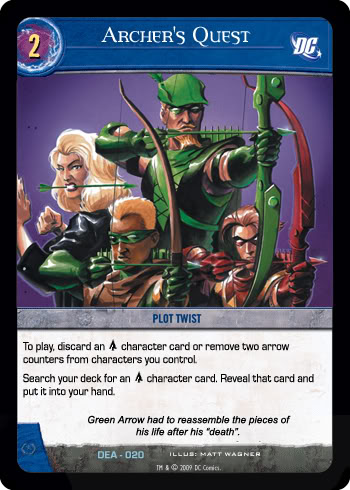 2
ARCHER'S QUEST
DC
PLOT TWIST
To play, discard an character card or remove two arrow
counters from characters you control.
Search your deck for an character card. Reveal that card and
put it into your hand.
Green Arrow had to reassemble the pieces of
his life after his "death".
DEA - 020 ILLUS: MATT WAGNER
TM & © 2009 DC Comics.